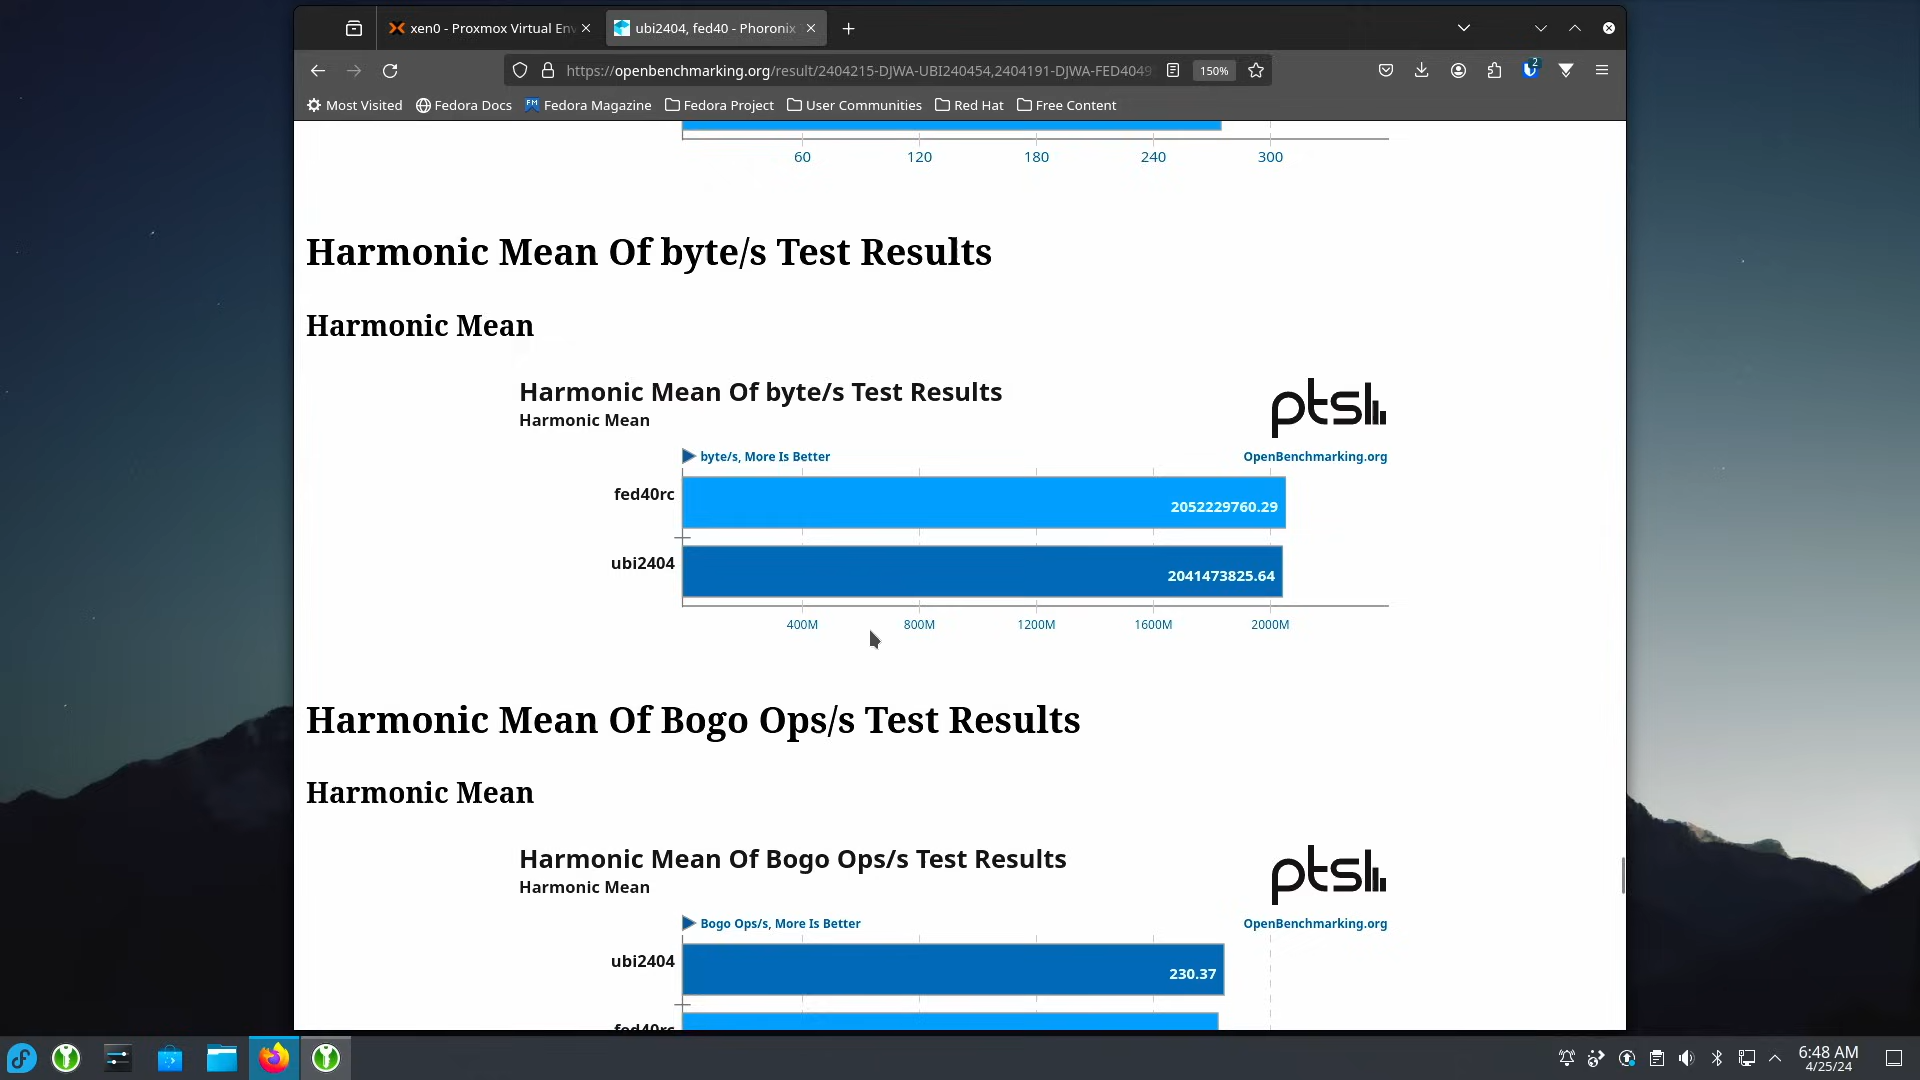 xen0 - Proxmox Virtual Env
ubi2404, fed40 - Phoronix
https://openbenchmarking.org/result/2404215-DJWA-UBI240454,2404191-DJWA-FED4049
150%
2
Most Visited
Fedora Docs
Fedora Magazine
Fedora Project
User Communities
Red Hat
Free Content
60 120 180 240 300
Harmonic Mean Of byte/s Test Results
Harmonic Mean
Harmonic Mean Of byte/s Test Results
Harmonic Mean
pts
byte/s, More Is Better
OpenBenchmarking.org
fed40rc
2052229760.29
ubi2404
2041473825.64
400M 800M 1200M 1600M 2000M
Harmonic Mean Of Bogo Ops/s Test Results
Harmonic Mean
Harmonic Mean Of Bogo Ops/s Test Results
Harmonic Mean
pts
Bogo Ops/s, More Is Better
OpenBenchmarking.org
ubi2404
230.37
fed40rc
6:48 AM
4/25/24